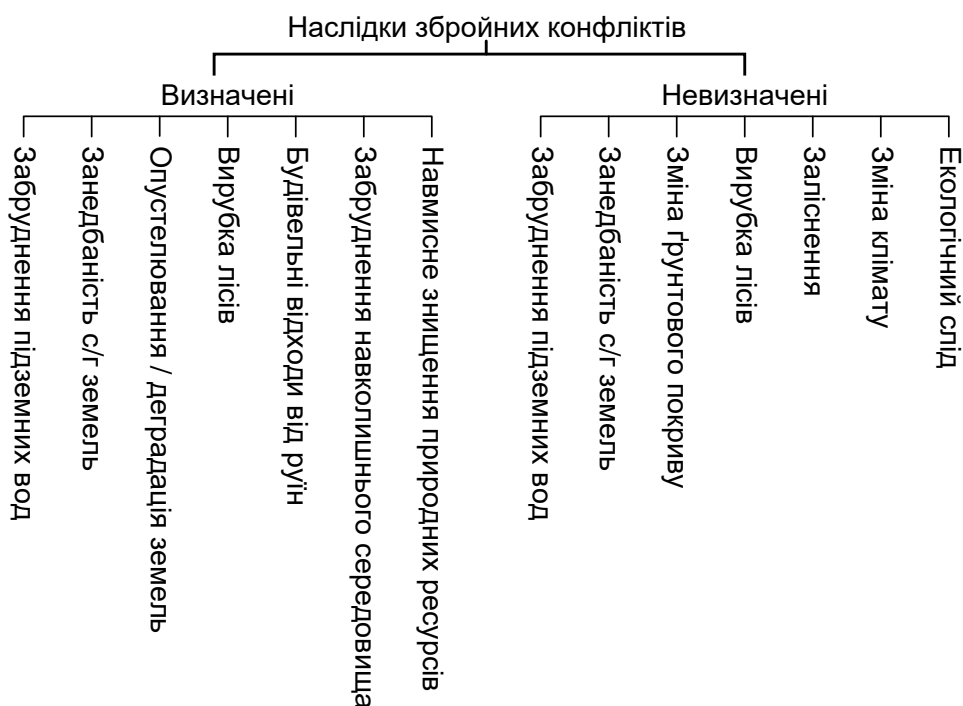 Наслідки збройних конфліктів
Визначені
Забруднення підземних вод
Занедбаність с/г земель
Опустелювання / деградація земель
Вирубка лісів
Будівельні відходи від руїн
Забруднення навколишнього середовища
Навмисне знищення природних ресурсів
Невизначені
Забруднення підземних вод
Занедбаність с/г земель
Зміна ґрунтового покриву
Вирубка лісів
Заліснення
Зміна клімату
Екологічний слід